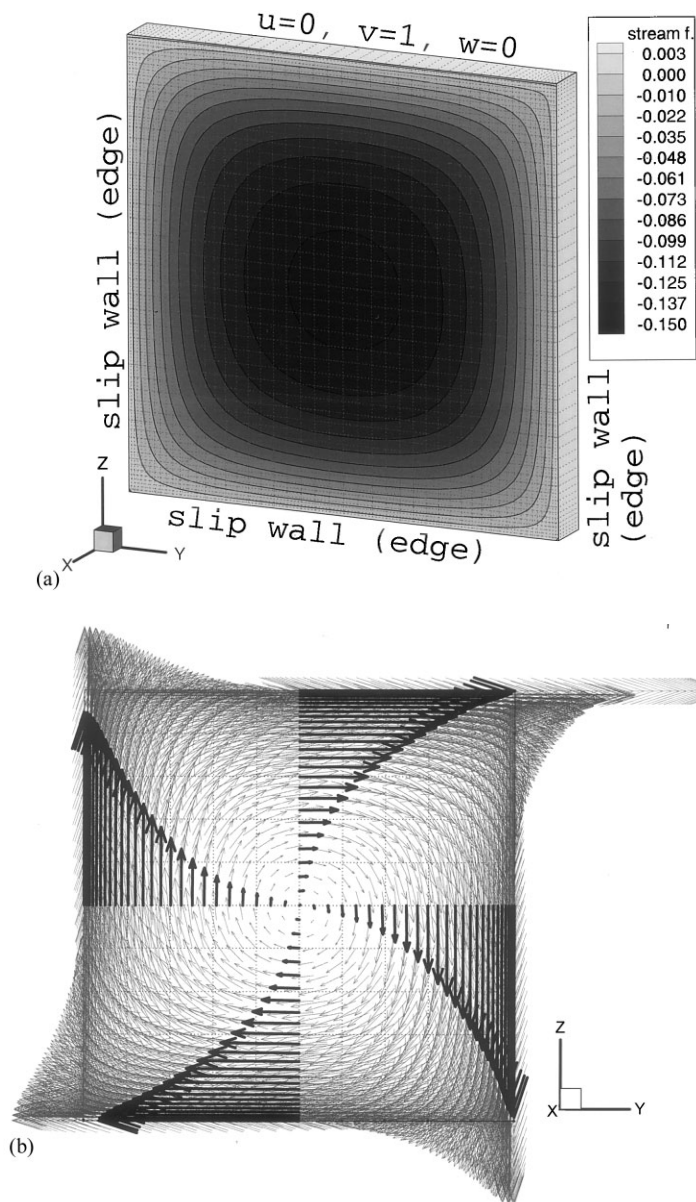 u=0, v=1, w=0
stream f.
0.003
0.000
-0.010
-0.022
-0.035
-0.048
-0.061
-0.073
-0.086
-0.099
-0.112
-0.125
-0.137
-0.150
slip wall (edge)
slip wall
(edge)
slip wall (edge)
Z
X
Y
(a)
Z
X
Y
(b)